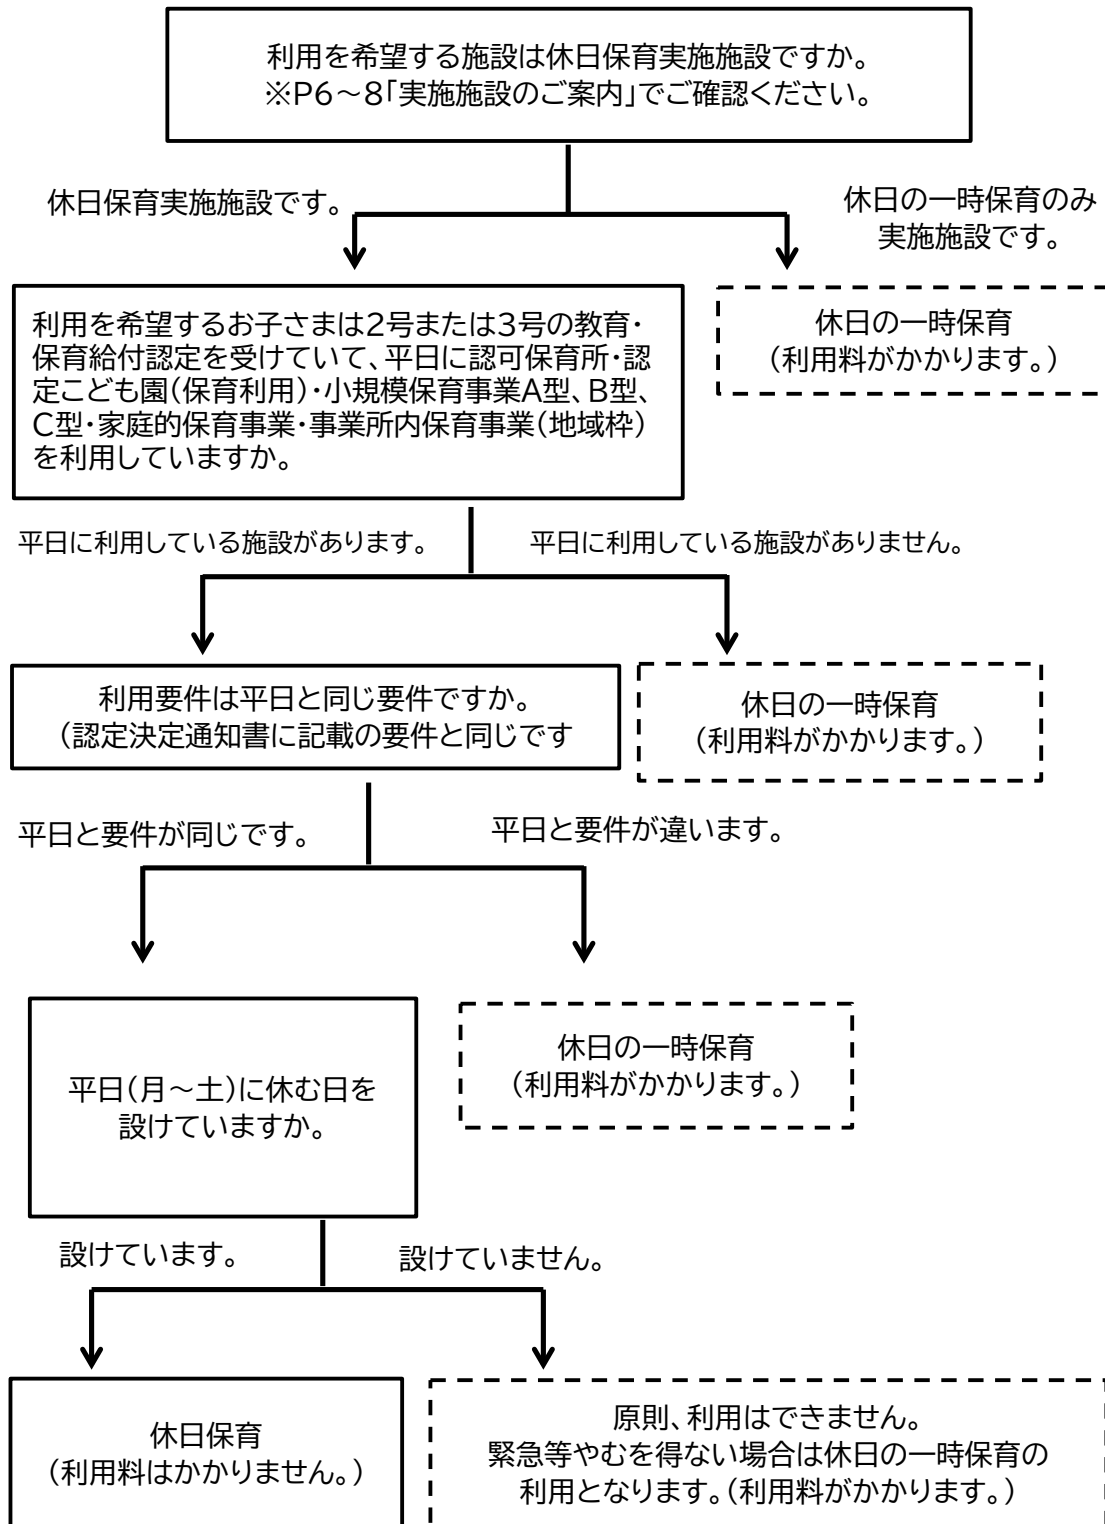 利用を希望する施設は休日保育実施施設ですか。
※P6～8「実施施設のご案内」でご確認ください。
休日保育実施施設です。
休日の一時保育のみ
実施施設です。
利用を希望するお子さまは2号または3号の教育・
保育給付認定を受けていて、平日に認可保育所・認
定こども園(保育利用)・小規模保育事業A型、B型、
C型・家庭的保育事業・事業所内保育事業(地域枠)
を利用していますか。
休日の一時保育
(利用料がかかります。)
平日に利用している施設があります。
平日に利用している施設がありません。
利用要件は平日と同じ要件ですか。
(認定決定通知書に記載の要件と同じです
休日の一時保育
(利用料がかかります。)
平日と要件が同じです。
平日と要件が違います。
平日(月～土)に休む日を
設けていますか。
休日の一時保育
(利用料がかかります。)
設けています。
設けていません。
休日保育
(利用料はかかりません。)
原則、利用はできません。
緊急等やむを得ない場合は休日の一時保育の
利用となります。(利用料がかかります。)